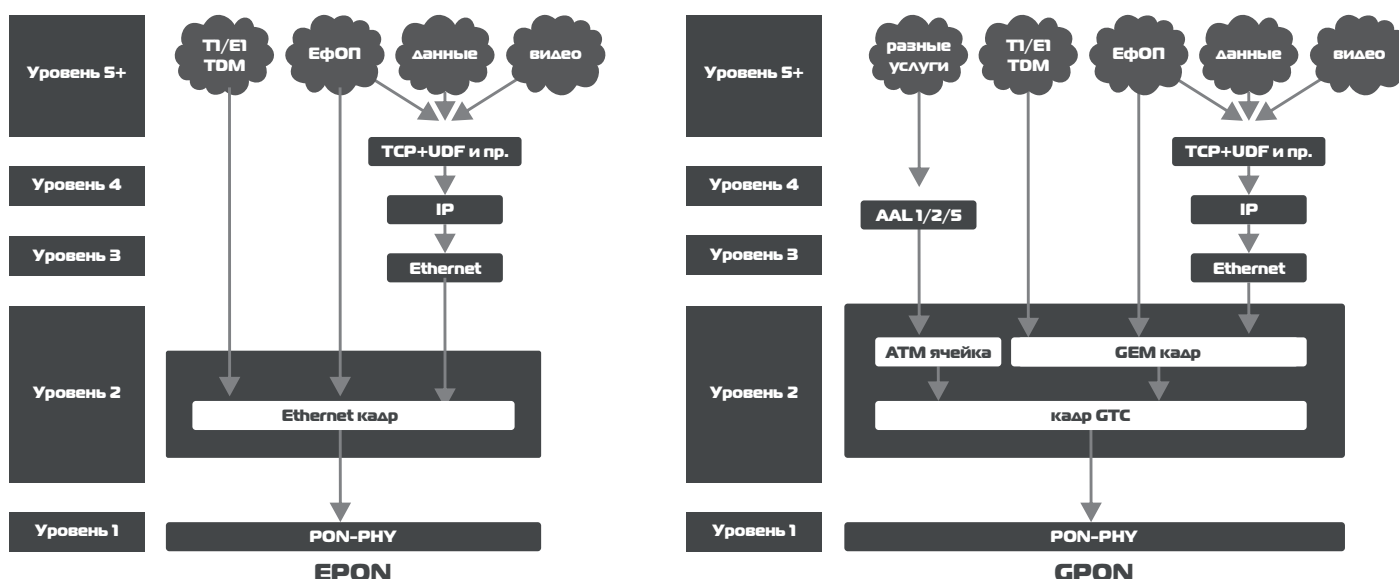 Уровень 5+
T1/E1
TDM
ЕфОП
данные
видео
TCP+UDF и пр.
Уровень 4
IP
Уровень 3
Ethernet
Уровень 2
Ethernet кадр
Уровень 1
PON-PHY
EPON
Уровень 5+
разные
услуги
T1/E1
TDM
ЕфОП
данные
видео
TCP+UDF и пр.
Уровень 4
AAL 1/2/5
IP
Уровень 3
Ethernet
Уровень 2
ATM ячейка
GEM кадр
кадр GTC
Уровень 1
PON-PHY
GPON